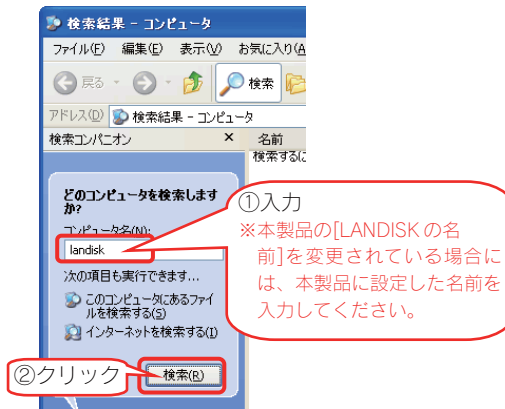 検索結果 - コンピュータ
ファイル(F) 編集(E) 表示(V) お気に入り(A
戻る 検索
アドレス(D) 検索結果 - コンピュータ
検索コンパニオン × 名前
検索するに
どのコンピュータを検索します
か?
コンピュータ名(N):
landisk
次の項目も実行できます...
このコンピュータにあるファイ
ルを検索する(S)
インターネットを検索する(I)
検索(R)
①入力
※本製品の[LANDISKの名
前]を変更されている場合に
は、本製品に設定した名前を
入力してください。
②クリック